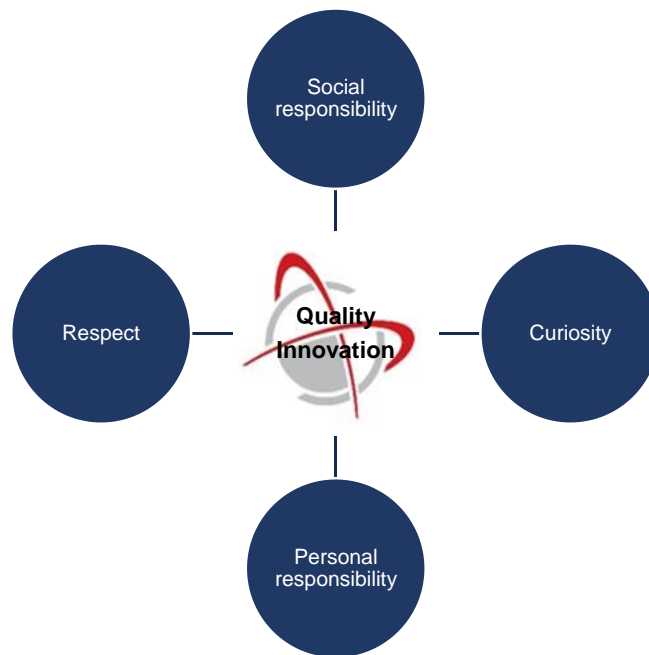 Social
responsibility
Respect
Quality
Innovation
Curiosity
Personal
responsibility